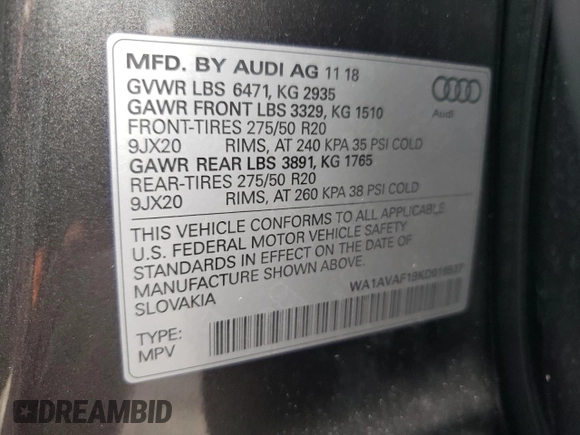 MFD. BY AUDI AG 11 18
GVWR LBS 6471, KG 2935
GAWR FRONT LBS 3329, KG 1510
FRONT-TIRES 275/50 R20
9JX20 RIMS, AT 240 KPA 35 PSI COLD
GAWR REAR LBS 3891, KG 1765
REAR-TIRES 275/50 R20
9JX20 RIMS, AT 260 KPA 38 PSI COLD
Audi
THIS VEHICLE CONFORMS TO ALL APPLICABLE
U.S. FEDERAL MOTOR VEHICLE SAFETY
STANDARDS IN EFFECT ON THE DATE OF
MANUFACTURE SHOWN ABOVE.
SLOVAKIA
TYPE:
MPV
DREAMBID